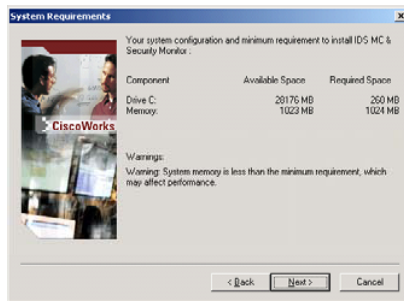 System Requirements
Your system configuration and minimum requirement to install IDS MC &
Security Monitor :
Component Available Space Required Space
Drive C: 28176 MB 260 MB
Memory: 1023 MB 1024 MB
CiscoWorks
Warnings:
Warning: System memory is less than the minimum requirement, which
may affect performance.
< Back Next > Cancel